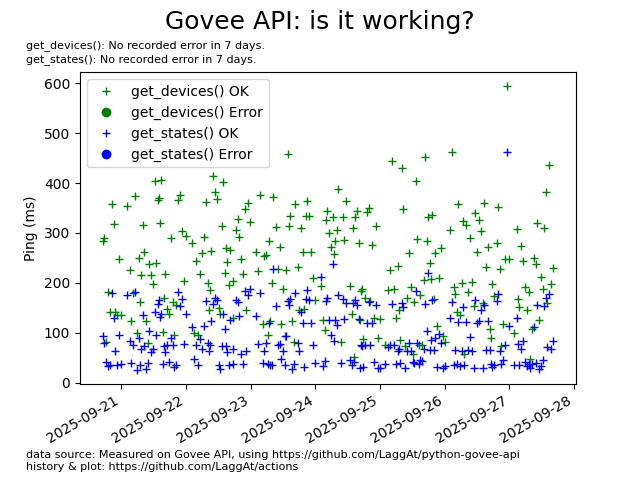 Govee API: is it working?
get_devices(): No recorded error in 7 days.
get_states(): No recorded error in 7 days.
get_devices() OK
get_devices() Error
get_states() OK
get_states() Error
Ping (ms)
600
500
400
300
200
100
0
2025-09-21
2025-09-22
2025-09-23
2025-09-24
2025-09-25
2025-09-26
2025-09-27
2025-09-28
data source: Measured on Govee API, using https://github.com/LaggAt/python-govee-api
history & plot: https://github.com/LaggAt/actions